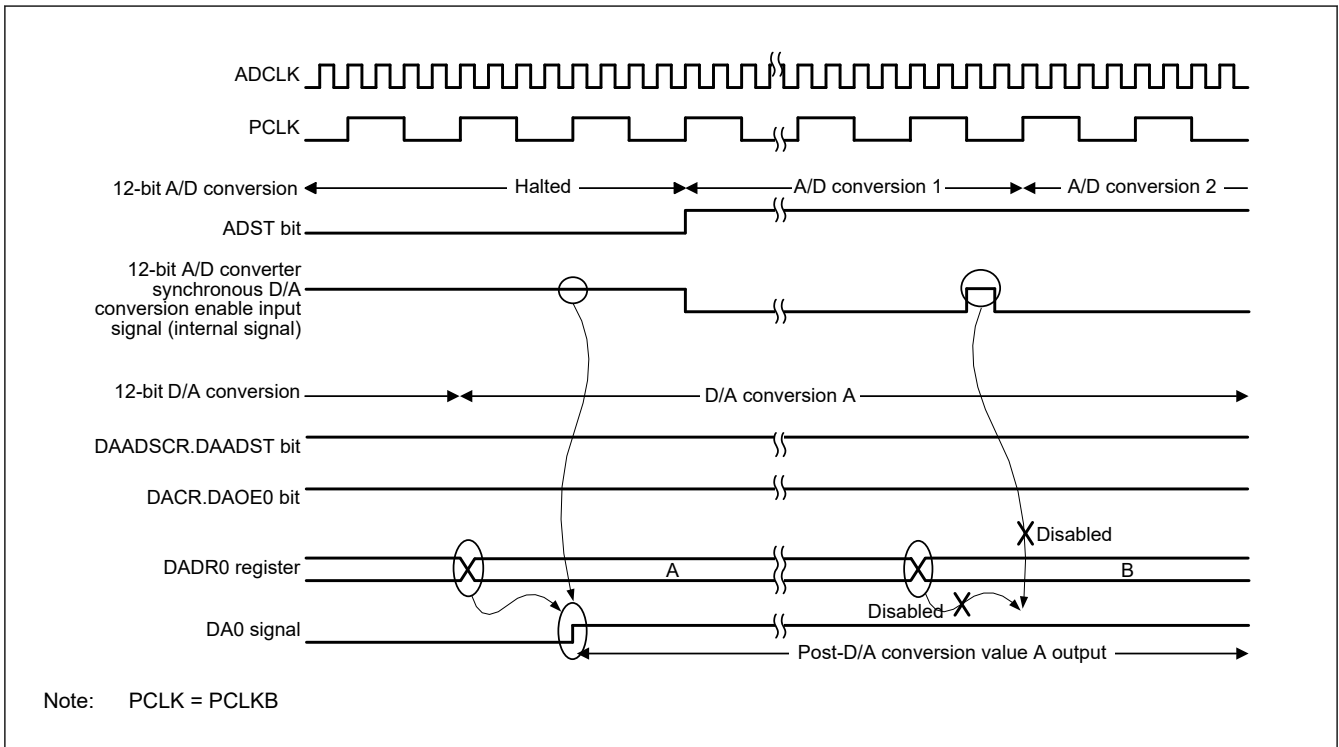 ADCLK
PCLK
12-bit A/D conversion
Halted
A/D conversion 1
A/D conversion 2
ADST bit
12-bit A/D converter
synchronous D/A
conversion enable input
signal (internal signal)
12-bit D/A conversion
D/A conversion A
DAADSCR.DAADST bit
DACR.DAOE0 bit
Disabled
DADR0 register
A
B
Disabled
DA0 signal
Post-D/A conversion value A output
Note: PCLK = PCLKB